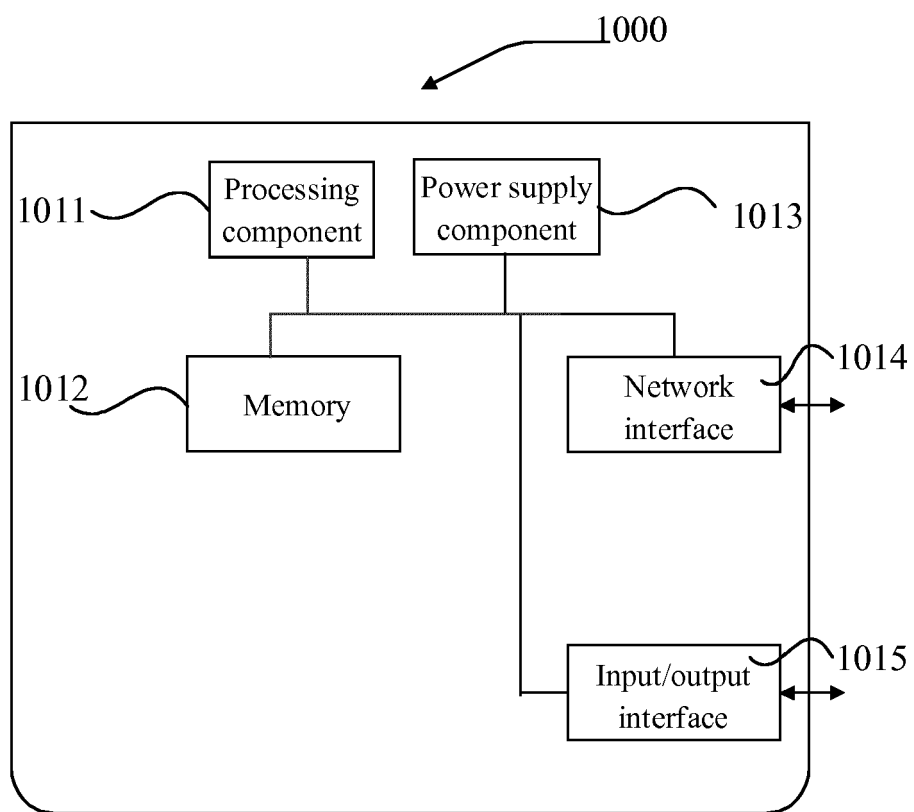 1000
Processing
component
1011
Power supply
component
1013
Memory
1012
Network
interface
1014
Input/output
interface
1015